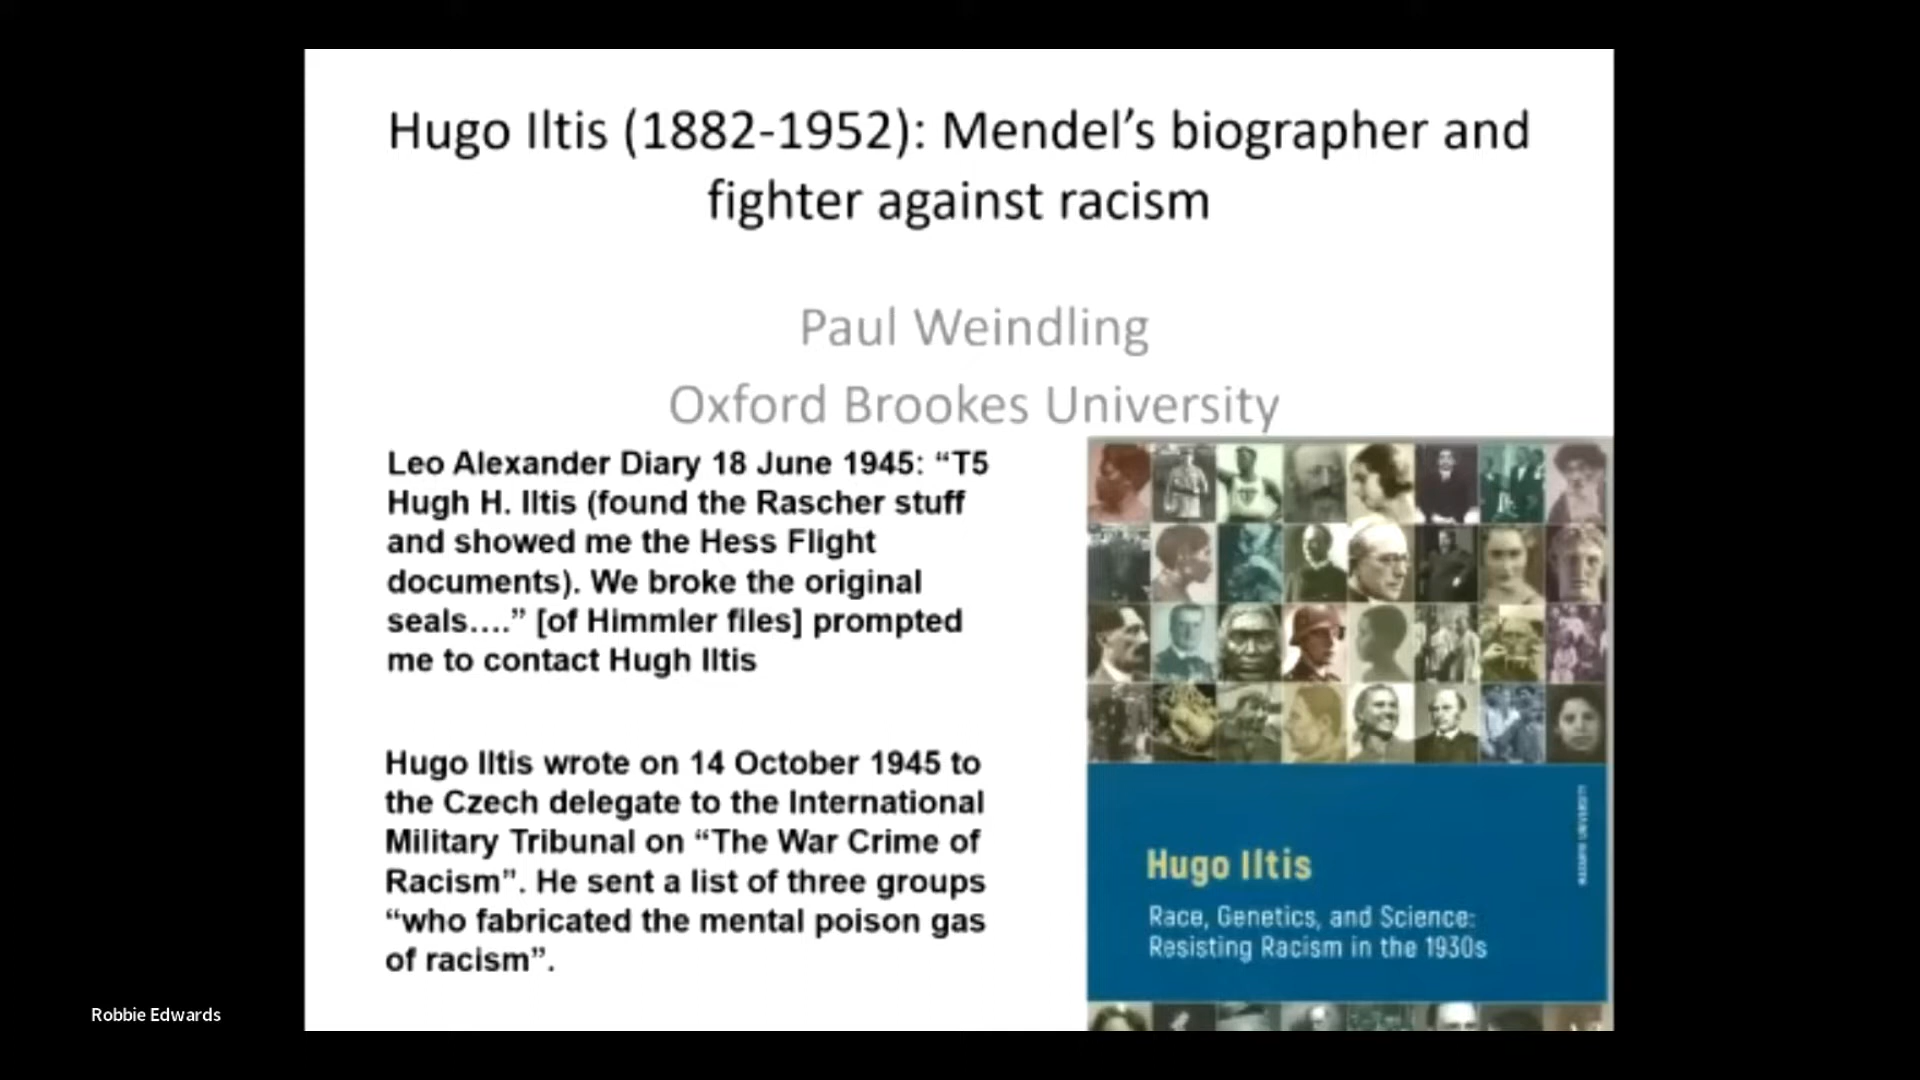 Hugo Iltis (1882-1952): Mendel’s biographer and
fighter against racism
Paul Weindling
Oxford Brookes University
Leo Alexander Diary 18 June 1945: “T5
Hugh H. Iltis (found the Rascher stuff
and showed me the Hess Flight
documents). We broke the original
seals….” [of Himmler files] prompted
me to contact Hugh Iltis
Hugo Iltis wrote on 14 October 1945 to
the Czech delegate to the International
Military Tribunal on “The War Crime of
Racism”. He sent a list of three groups
“who fabricated the mental poison gas
of racism”.
MASARYK UNIVERSITY
Hugo Iltis
Race, Genetics, and Science:
Resisting Racism in the 1930s
Robbie Edwards